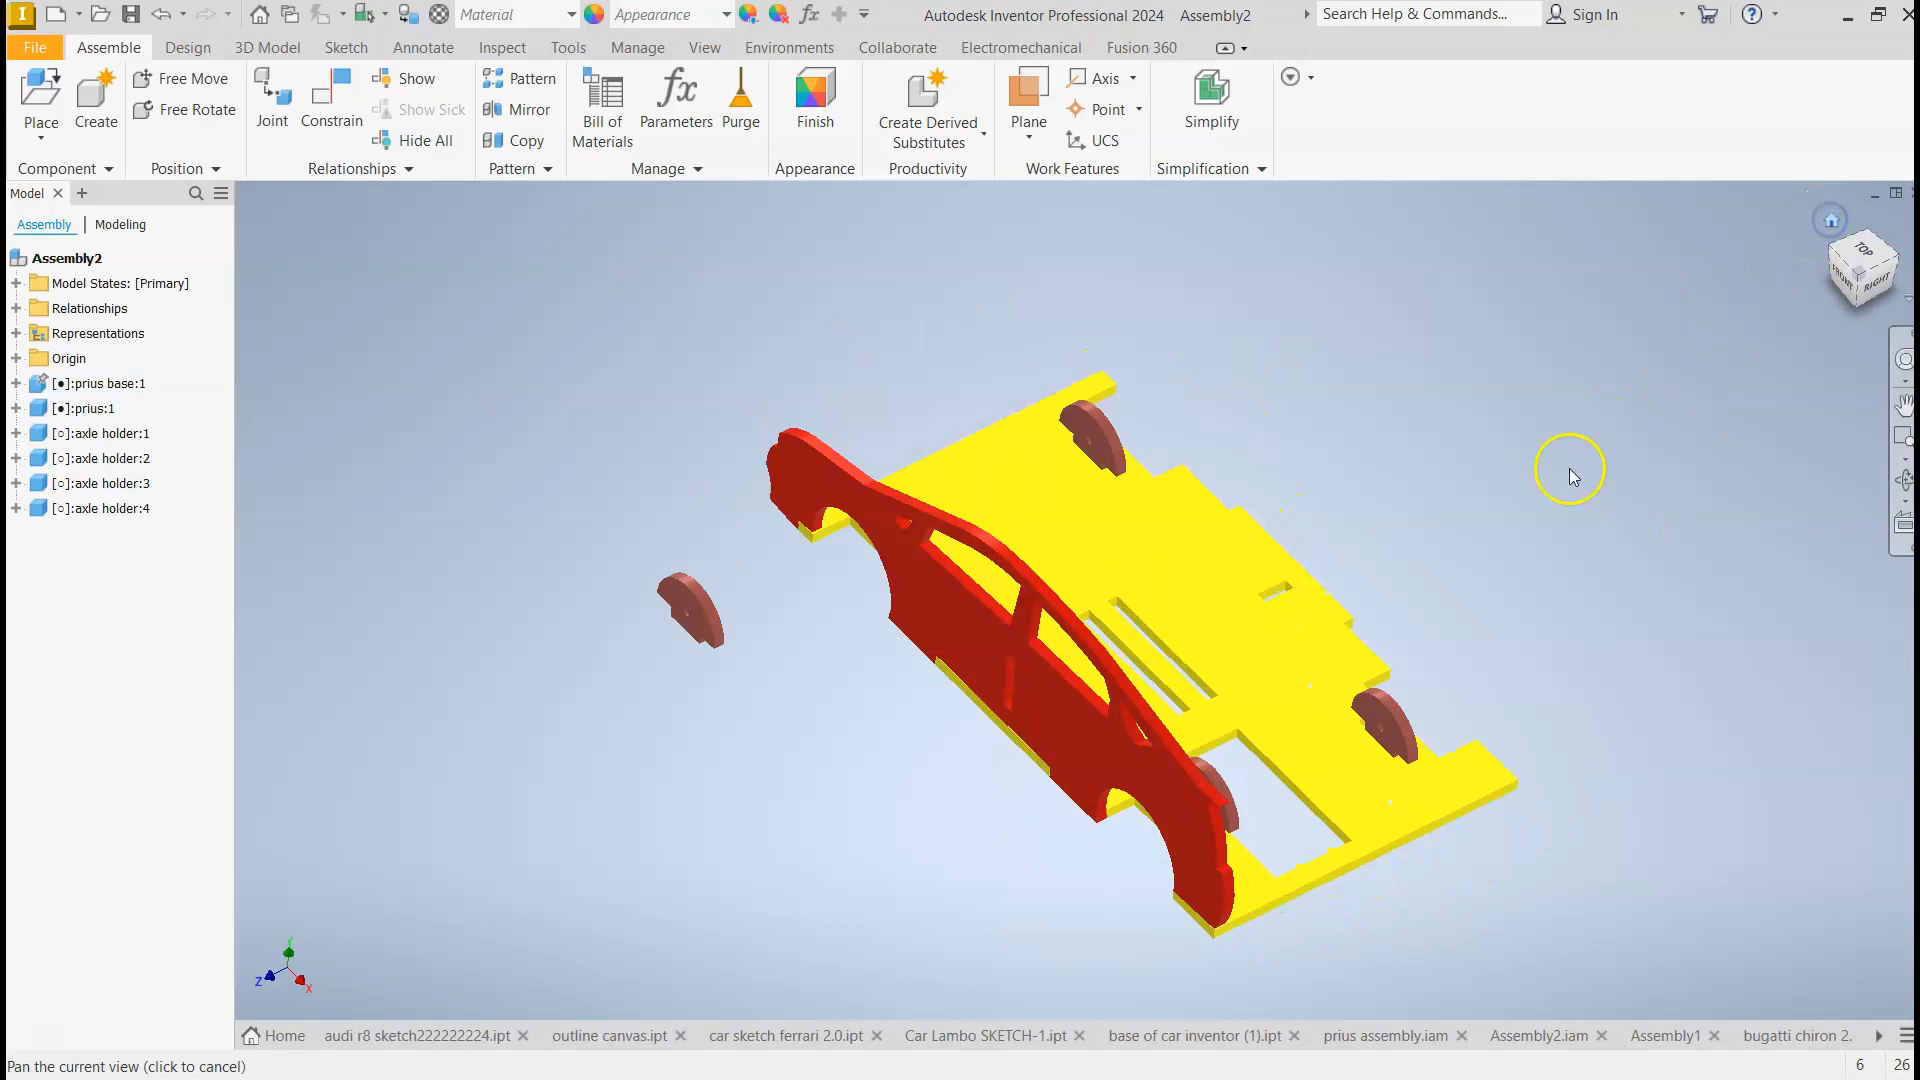 Material
Appearance
fx
Autodesk Inventor Professional 2024 Assembly2
Search Help & Commands...
Sign In
File Assemble Design 3D Model Sketch Annotate Inspect Tools Manage View Environments Collaborate Electromechanical Fusion 360
Place
Create
Free Move
Free Rotate
Joint
Constrain
Show
Show Sick
Hide All
Pattern
Mirror
Copy
Bill of
Materials
fx
Parameters
Purge
Finish
Create Derived
Substitutes
Plane
Axis
Point
UCS
Simplify
Component Position Relationships Pattern Manage Appearance Productivity Work Features Simplification
Model
Assembly | Modeling
Assembly2
Model States: [Primary]
Relationships
Representations
Origin
[●]:prius base:1
[●]:prius:1
[○]:axle holder:1
[○]:axle holder:2
[○]:axle holder:3
[○]:axle holder:4
TOP
FRONT
RIGHT
Y
Z
X
Home audi r8 sketch222222224.ipt outline canvas.ipt car sketch ferrari 2.0.ipt Car Lambo SKETCH-1.ipt base of car inventor (1).ipt prius assembly.iam Assembly2.iam Assembly1 bugatti chiron 2.
Pan the current view (click to cancel)
6 26